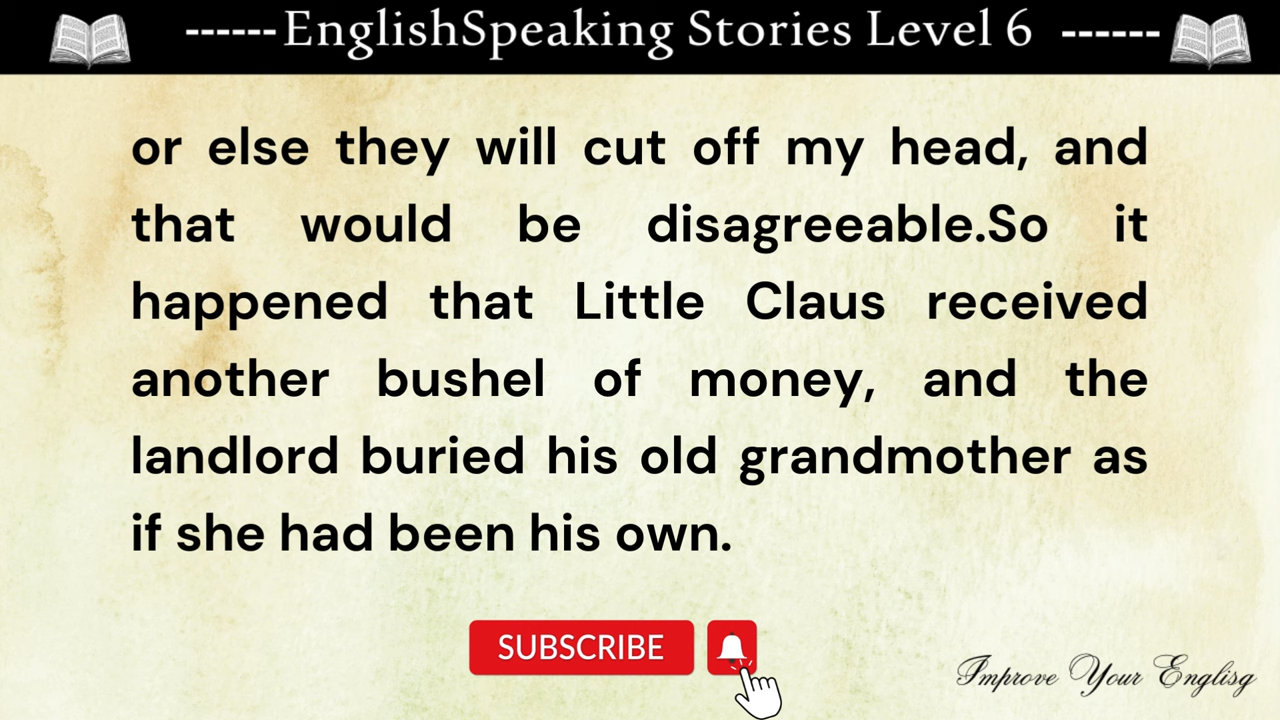 ------EnglishSpeaking Stories Level 6 ------
or else they will cut off my head, and
that would be disagreeable.So it
happened that Little Claus received
another bushel of money, and the
landlord buried his old grandmother as
if she had been his own.
SUBSCRIBE
Improve Your Englisg